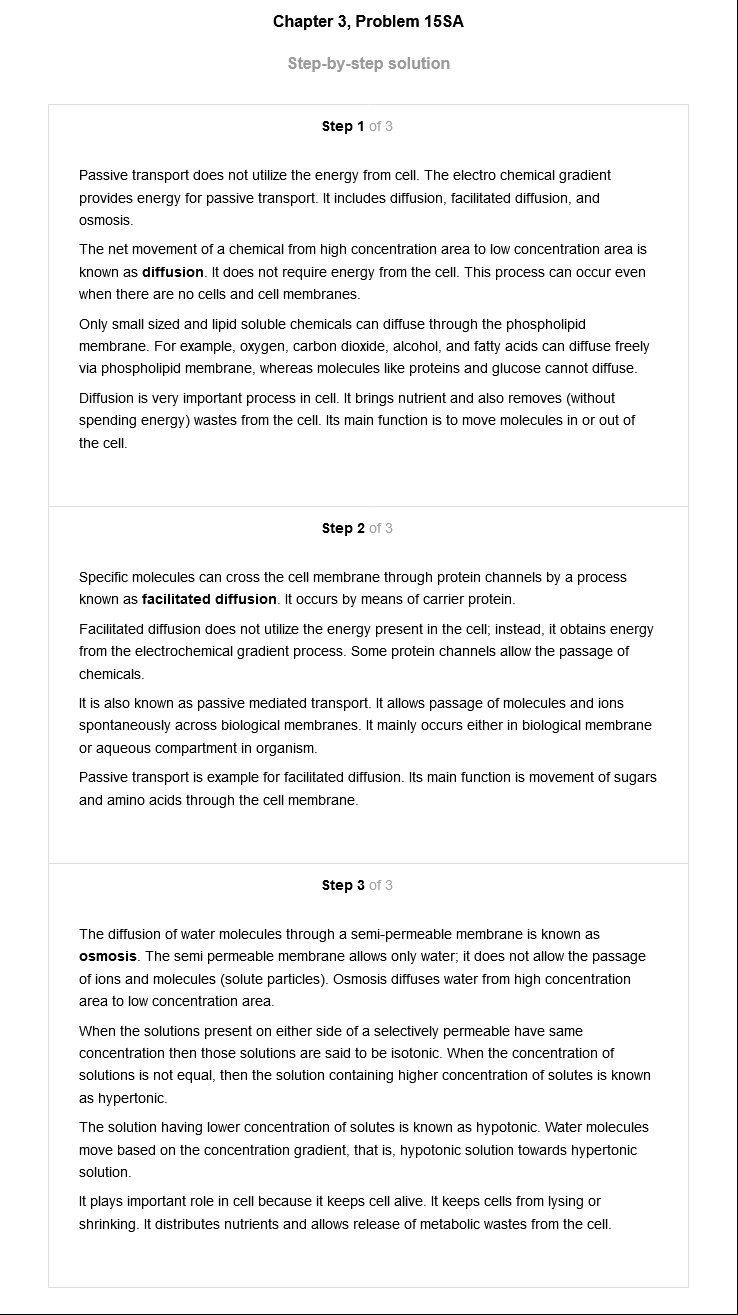 Chapter 3, Problem 15SA
Step-by-step solution
Step 1 of 3
Passive transport does not utilize the energy from cell. The electro chemical gradient
provides energy for passive transport. It includes diffusion, facilitated diffusion, and
osmosis.
The net movement of a chemical from high concentration area to low concentration area is
known as diffusion. It does not require energy from the cell. This process can occur even
when there are no cells and cell membranes.
Only small sized and lipid soluble chemicals can diffuse through the phospholipid
membrane. For example, oxygen, carbon dioxide, alcohol, and fatty acids can diffuse freely
via phospholipid membrane, whereas molecules like proteins and glucose cannot diffuse.
Diffusion is very important process in cell. It brings nutrient and also removes (without
spending energy) wastes from the cell. Its main function is to move molecules in or out of
the cell.
Step 2 of 3
Specific molecules can cross the cell membrane through protein channels by a process
known as facilitated diffusion. It occurs by means of carrier protein.
Facilitated diffusion does not utilize the energy present in the cell; instead, it obtains energy
from the electrochemical gradient process. Some protein channels allow the passage of
chemicals.
It is also known as passive mediated transport. It allows passage of molecules and ions
spontaneously across biological membranes. It mainly occurs either in biological membrane
or aqueous compartment in organism.
Passive transport is example for facilitated diffusion. Its main function is movement of sugars
and amino acids through the cell membrane.
Step 3 of 3
The diffusion of water molecules through a semi-permeable membrane is known as
osmosis. The semi permeable membrane allows only water; it does not allow the passage
of ions and molecules (solute particles). Osmosis diffuses water from high concentration
area to low concentration area.
When the solutions present on either side of a selectively permeable have same
concentration then those solutions are said to be isotonic. When the concentration of
solutions is not equal, then the solution containing higher concentration of solutes is known
as hypertonic.
The solution having lower concentration of solutes is known as hypotonic. Water molecules
move based on the concentration gradient, that is, hypotonic solution towards hypertonic
solution.
It plays important role in cell because it keeps cell alive. It keeps cells from lysing or
shrinking. It distributes nutrients and allows release of metabolic wastes from the cell.